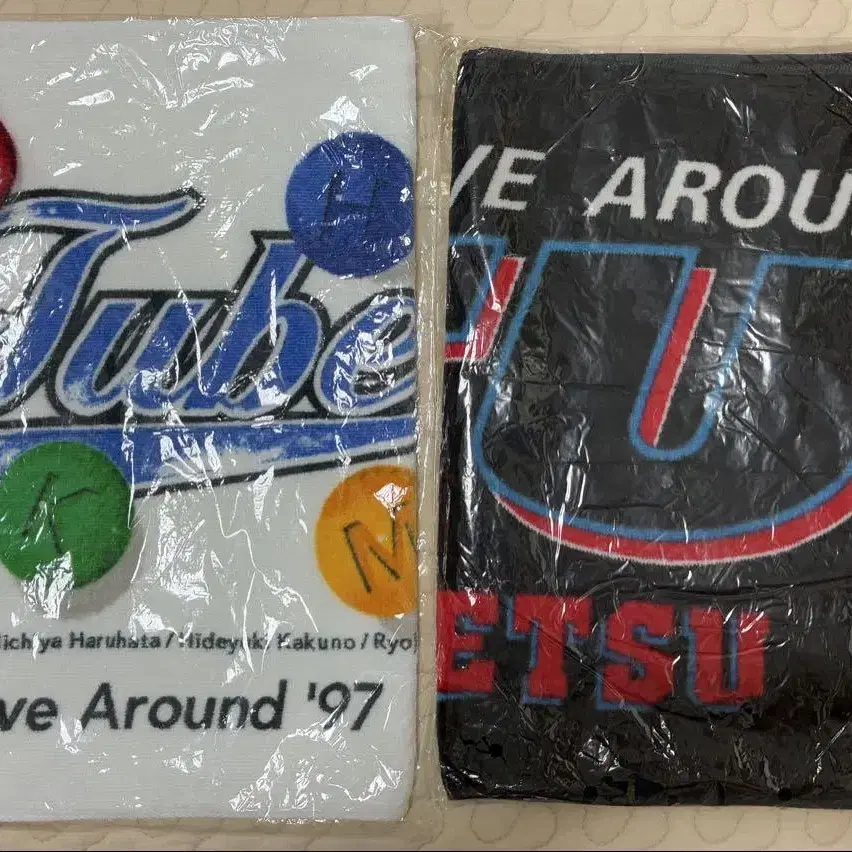 H
Tube
K
M
ichiya Haruhata / Hideyuki Kakuno / Ryo
ve Around '97
VE AROU
U
ETSU